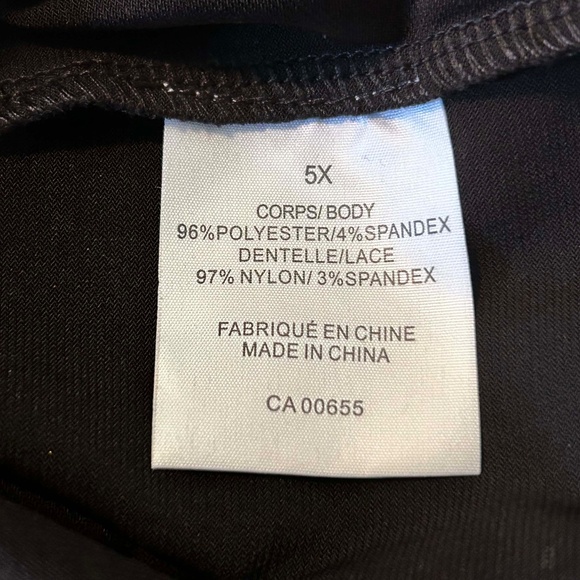 5X
CORPS/BODY
96%POLYESTER/4%SPANDEX
DENTELLE/LACE
97% NYLON/3%SPANDEX
FABRIQUÉ EN CHINE
MADE IN CHINA
CA 00655